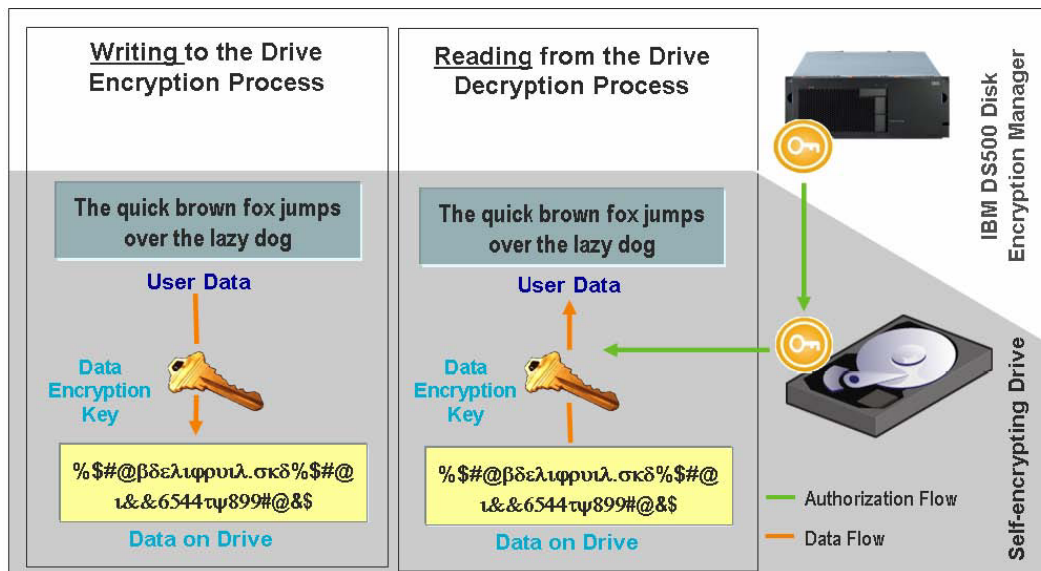 Writing to the Drive
Encryption Process
The quick brown fox jumps
over the lazy dog
User Data
Data
Encryption
Key
%$#@βδελιφρυιλ.σκδ%$#@
ι&&6544τψ899#@&$
Data on Drive
Reading from the Drive
Decryption Process
The quick brown fox jumps
over the lazy dog
User Data
Data
Encryption
Key
%$#@βδελιφρυιλ.σκδ%$#@
ι&&6544τψ899#@&$
Data on Drive
IBM DS500 Disk
Encryption Manager
Self-encrypting Drive
Authorization Flow
Data Flow